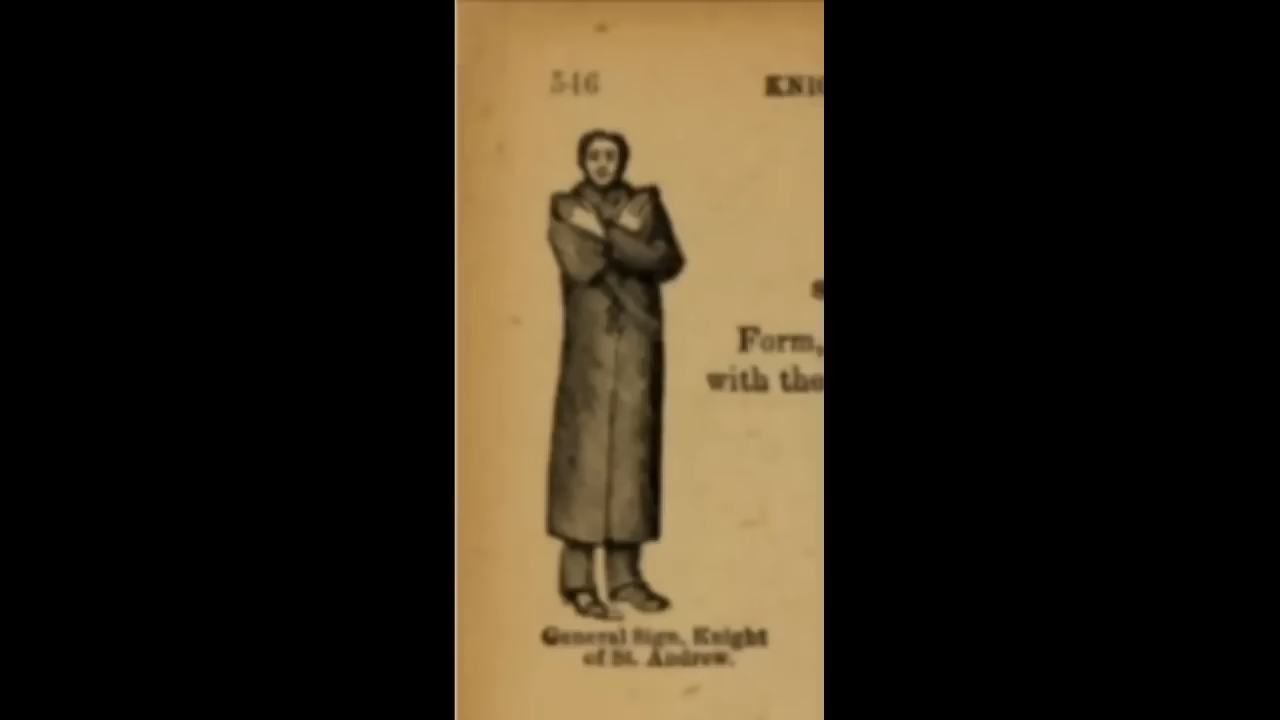 546 KNI
Form,
with the
General Sign, Knight
of St. Andrew.